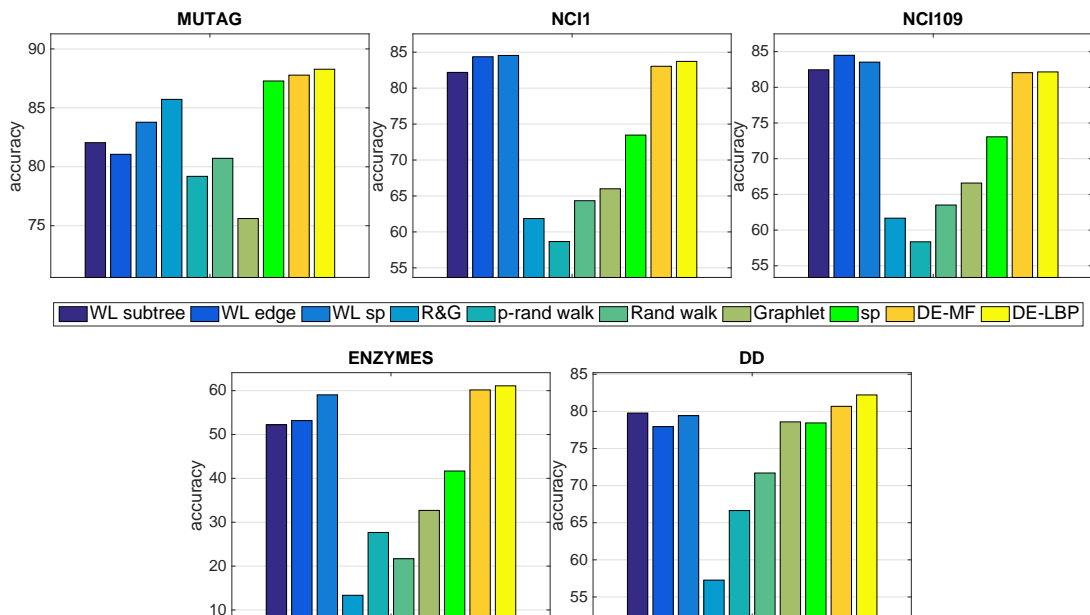 MUTAG
NCI1
NCI109
accuracy
90
85
80
75
accuracy
85
80
75
70
65
60
55
accuracy
85
80
75
70
65
60
55
WL subtree WL edge WL sp R&G p-rand walk Rand walk Graphlet sp DE-MF DE-LBP
ENZYMES
DD
accuracy
60
50
40
30
20
10
accuracy
85
80
75
70
65
60
55